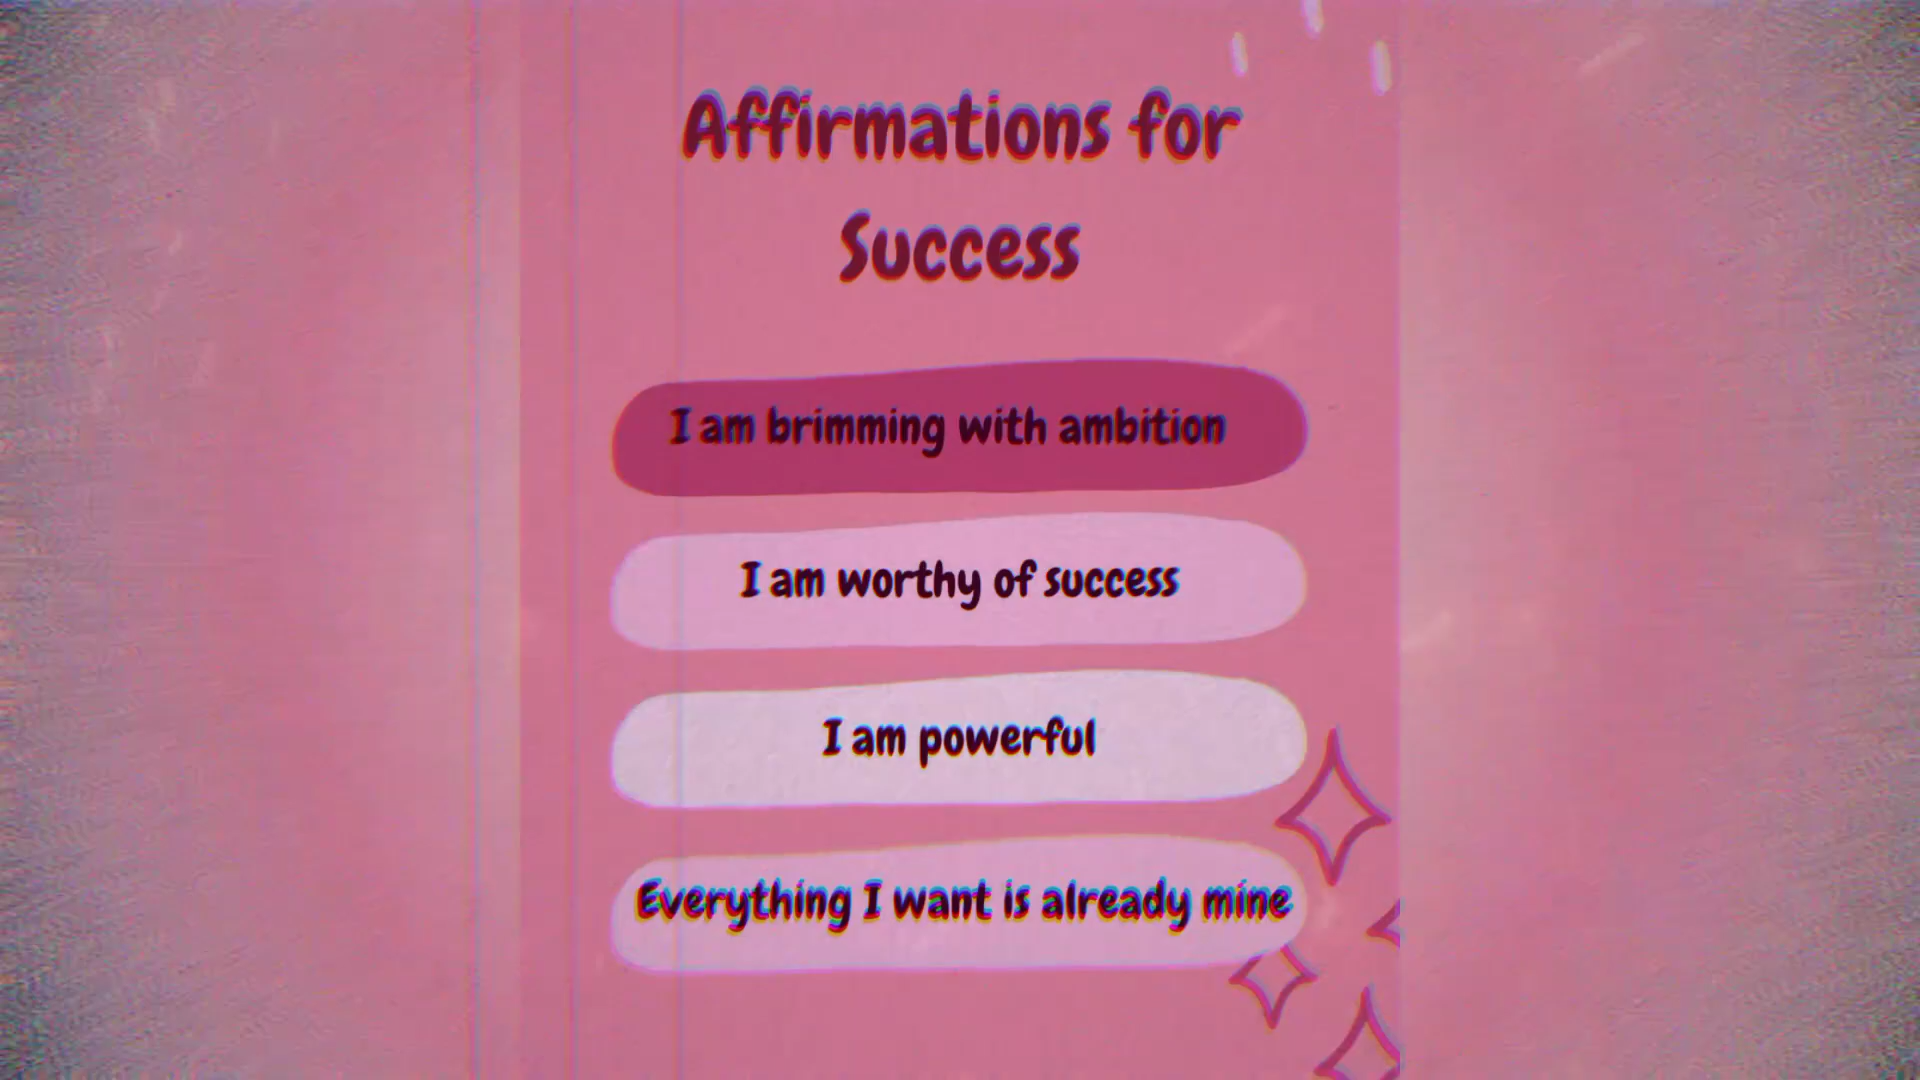 Affirmations for
Success
I am brimming with ambition
I am worthy of success
I am powerful
Everything I want is already mine